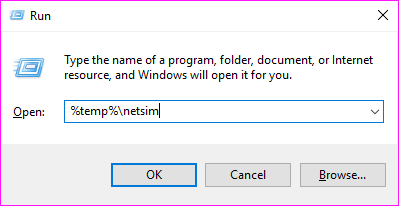 Run
Type the name of a program, folder, document, or Internet
resource, and Windows will open it for you.
Open: %temp%\netsim
OK Cancel Browse...